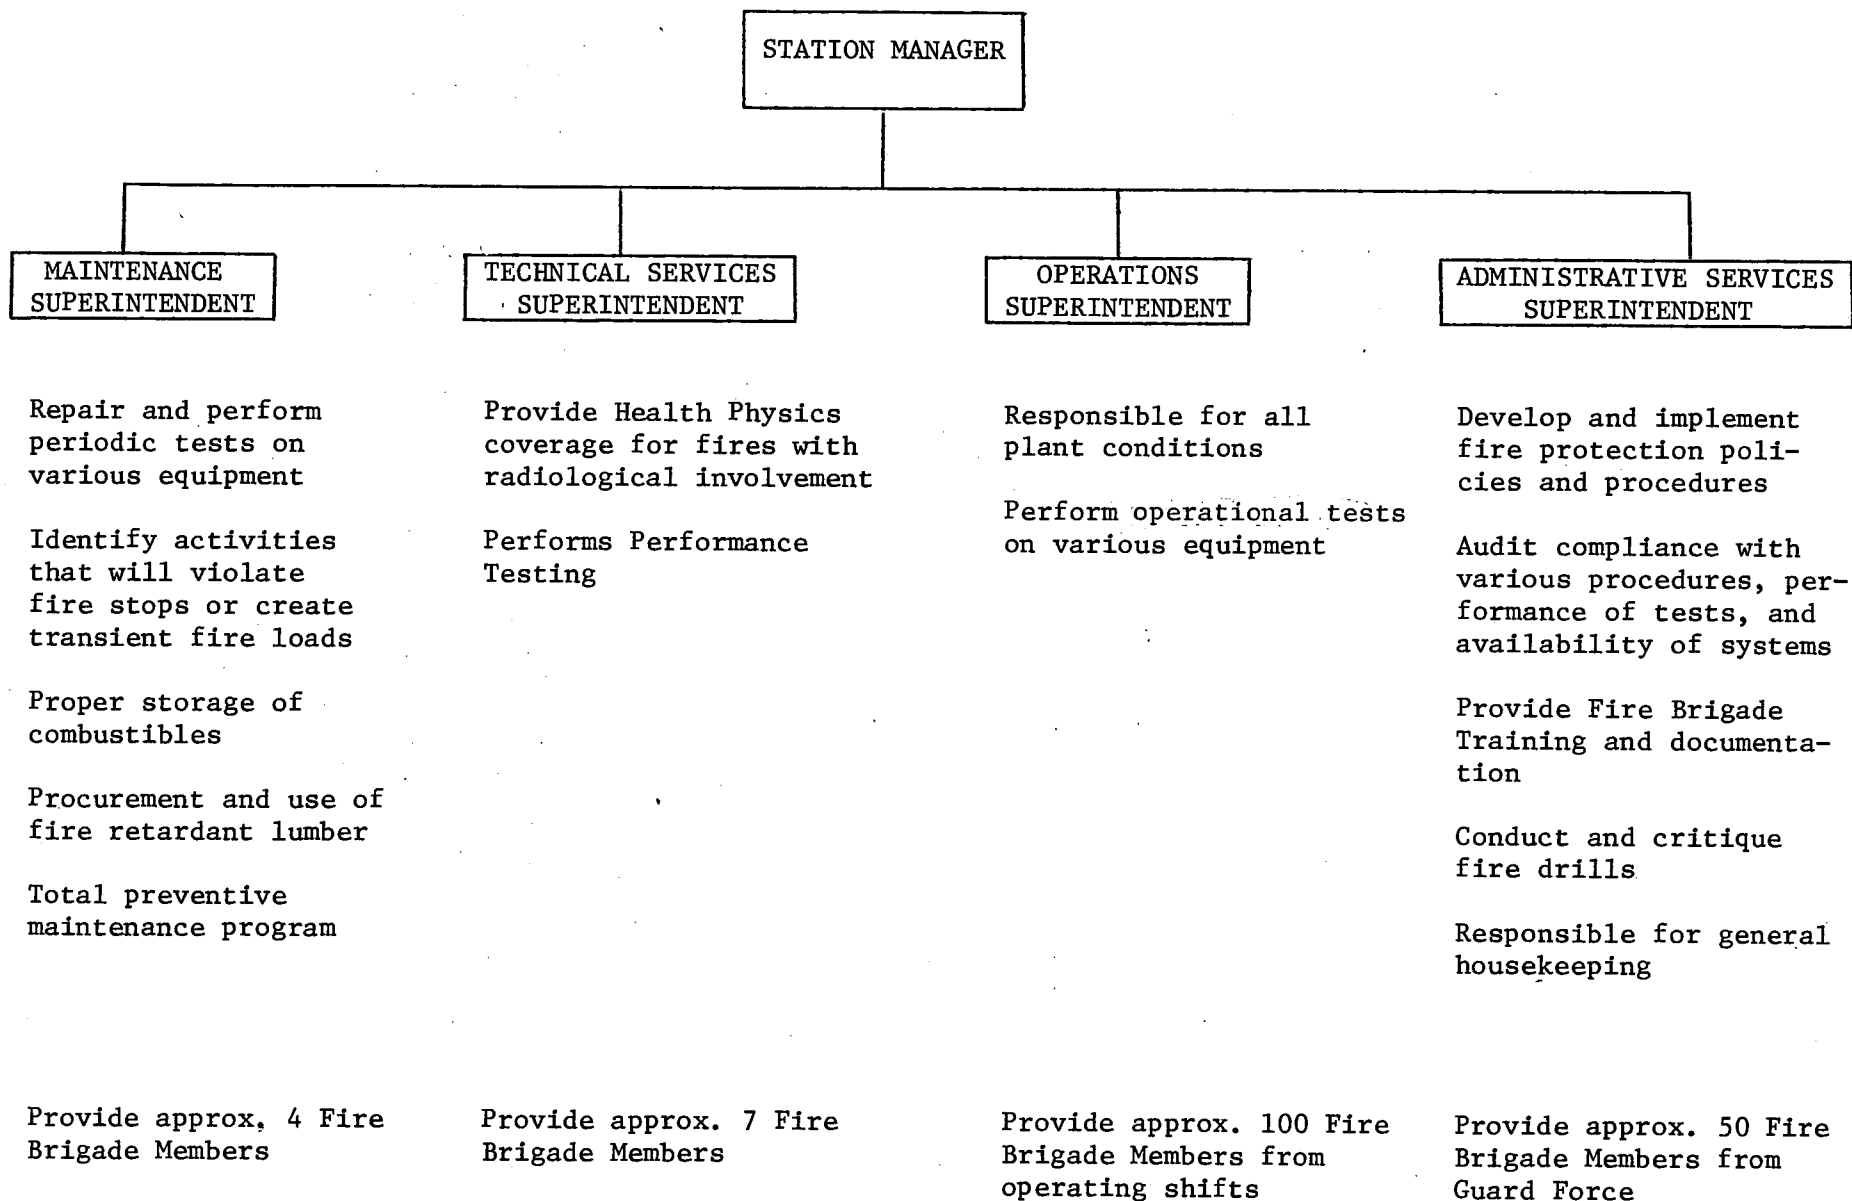 STATION MANAGER
MAINTENANCE
SUPERINTENDENT
TECHNICAL SERVICES
SUPERINTENDENT
OPERATIONS
SUPERINTENDENT
ADMINISTRATIVE SERVICES
SUPERINTENDENT
Repair and perform
periodic tests on
various equipment
Identify activities
that will violate
fire stops or create
transient fire loads
Proper storage of
combustibles
Procurement and use of
fire retardant lumber
Total preventive
maintenance program
Provide approx. 4 Fire
Brigade Members
Provide Health Physics
coverage for fires with
radiological involvement
Performs Performance
Testing
Provide approx. 7 Fire
Brigade Members
Responsible for all
plant conditions
Perform operational tests
on various equipment
Provide approx. 100 Fire
Brigade Members from
operating shifts
Develop and implement
fire protection poli-
cies and procedures
Audit compliance with
various procedures, per-
formance of tests, and
availability of systems
Provide Fire Brigade
Training and documenta-
tion
Conduct and critique
fire drills
Responsible for general
housekeeping
Provide approx. 50 Fire
Brigade Members from
Guard Force